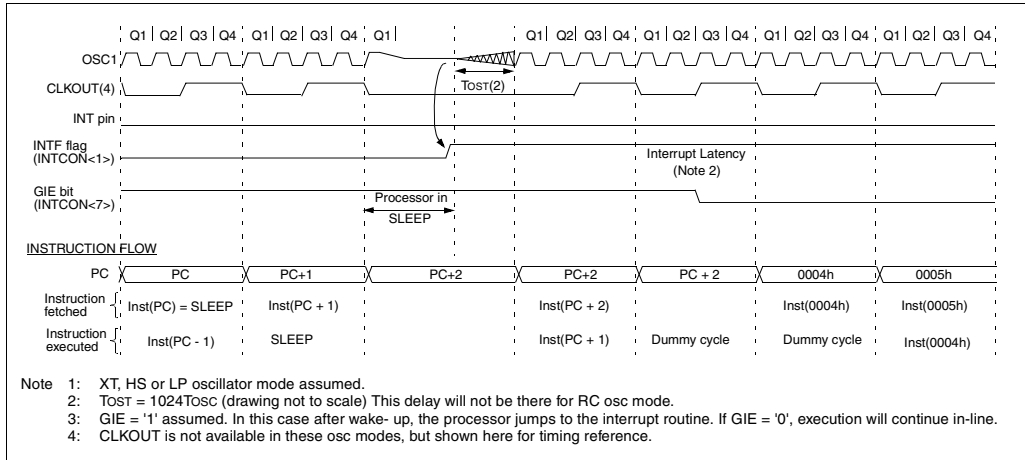 Q1 Q2 Q3 Q4 Q1 Q2 Q3 Q4 Q1 Q1 Q2 Q3 Q4 Q1 Q2 Q3 Q4 Q1 Q2 Q3 Q4 Q1 Q2 Q3 Q4
OSC1
TOST(2)
CLKOUT(4)
INT pin
INTF flag
(INTCON<1>)
Interrupt Latency
(Note 2)
GIE bit
(INTCON<7>)
Processor in
SLEEP
INSTRUCTION FLOW
PC PC PC+1 PC+2 PC+2 PC + 2 0004h 0005h
Instruction
fetched
Inst(PC) = SLEEP Inst(PC + 1) Inst(PC + 2) Inst(0004h) Inst(0005h)
Instruction
executed
Inst(PC - 1) SLEEP Inst(PC + 1) Dummy cycle Dummy cycle Inst(0004h)
Note 1: XT, HS or LP oscillator mode assumed.
2: TOST = 1024TOSC (drawing not to scale) This delay will not be there for RC osc mode.
3: GIE = '1' assumed. In this case after wake- up, the processor jumps to the interrupt routine. If GIE = '0', execution will continue in-line.
4: CLKOUT is not available in these osc modes, but shown here for timing reference.